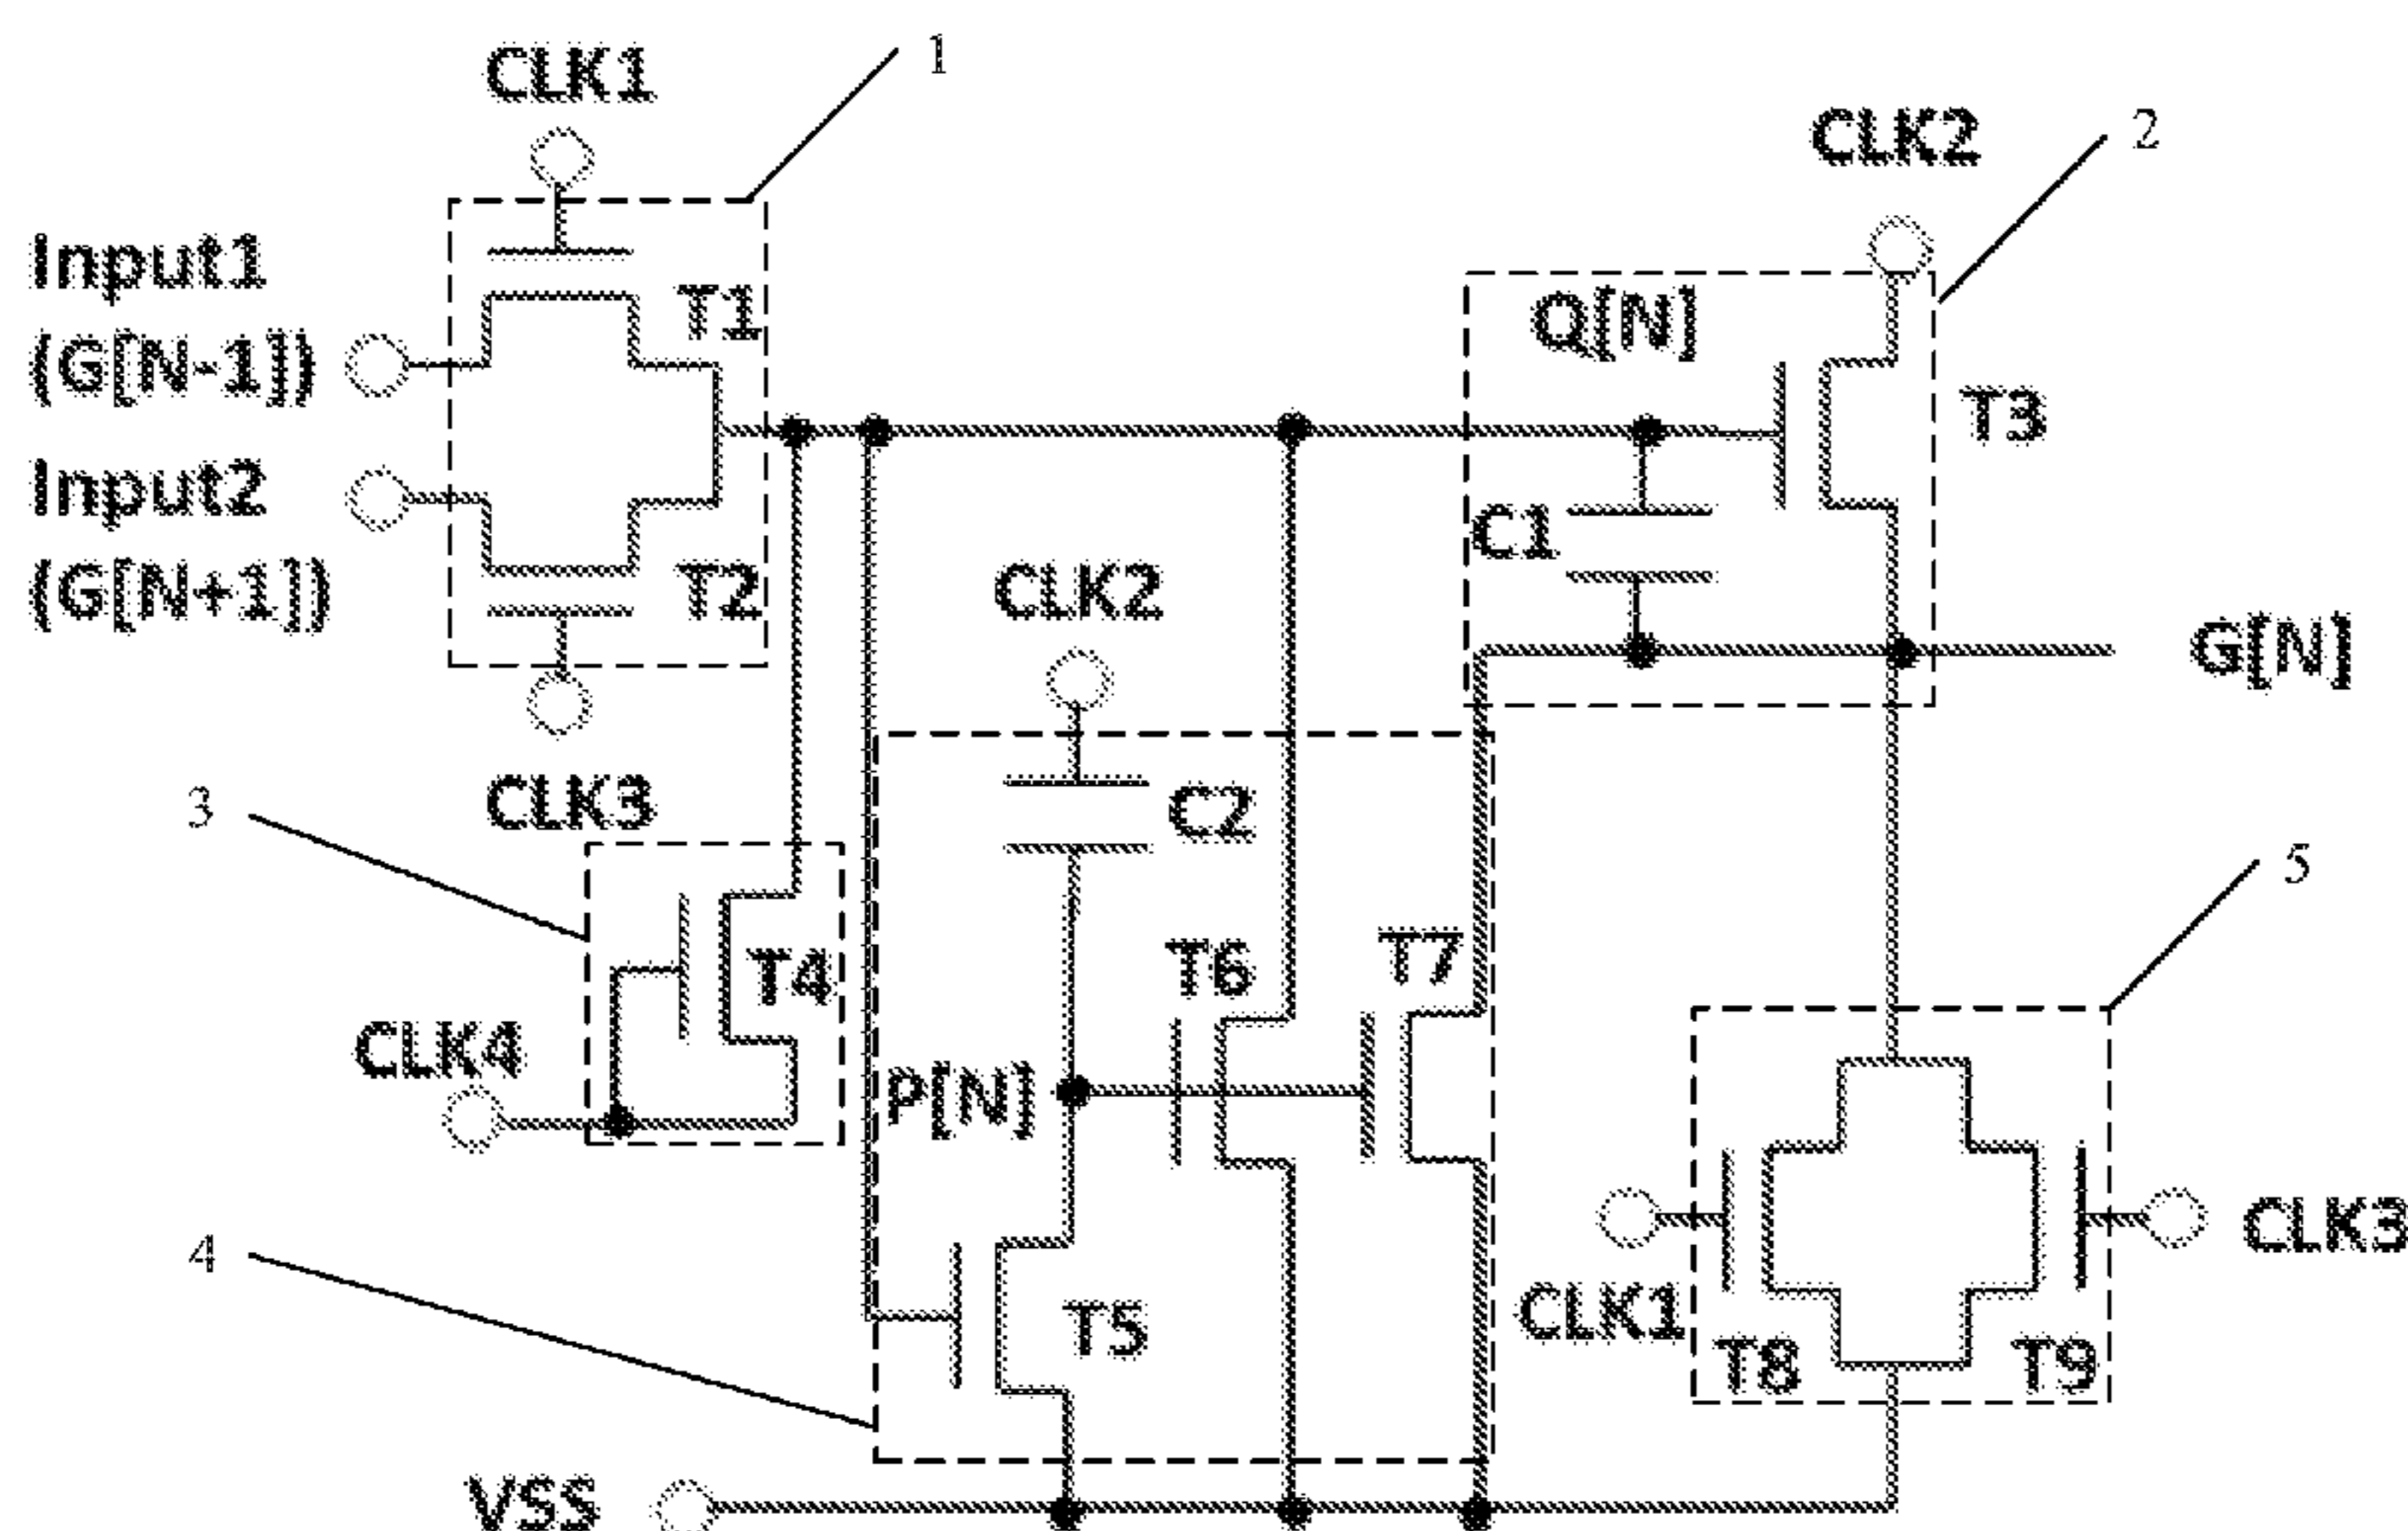 CLK1
1
CLK2
2
Input1
(G[N-1])
T1
Q[N]
T3
Input2
(G[N+1])
T2
C1
CLK2
G[N]
CLK3
3
C2
5
T4
T6
T7
CLK4
P[N]
4
T5
CLK1
CLK3
T8
T9
VSS